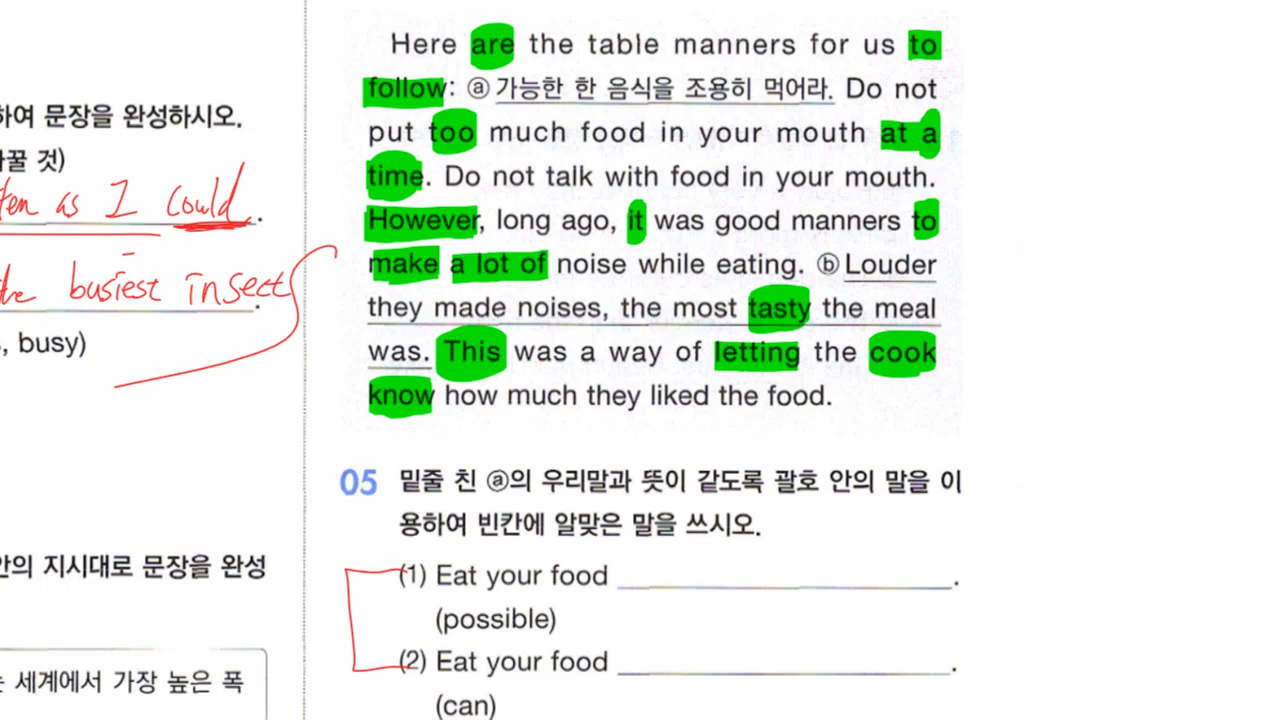 하여 문장을 완성하시오.
바꿀 것)
as I could.
the busiest insect.
, busy)
안의 지시대로 문장을 완성
는 세계에서 가장 높은 폭
Here are the table manners for us to
follow: ⓐ 가능한 한 음식을 조용히 먹어라. Do not
put too much food in your mouth at a
time. Do not talk with food in your mouth.
However, long ago, it was good manners to
make a lot of noise while eating. ⓑ Louder
they made noises, the most tasty the meal
was. This was a way of letting the cook
know how much they liked the food.
05 밑줄 친 ⓐ의 우리말과 뜻이 같도록 괄호 안의 말을 이
용하여 빈칸에 알맞은 말을 쓰시오.
(1) Eat your food .
(possible)
(2) Eat your food .
(can)